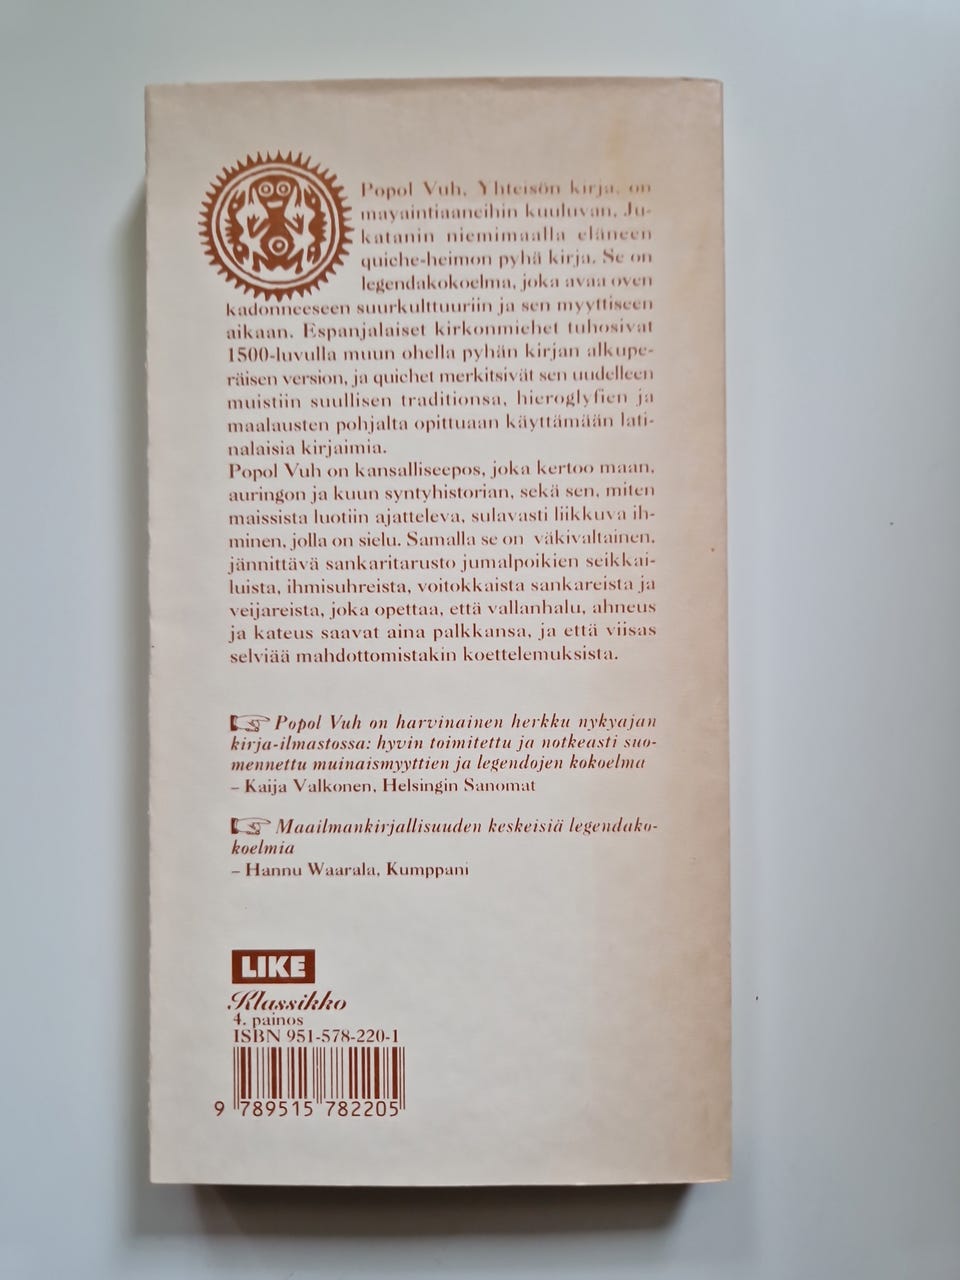 Popol Vuh, Yhteisön kirja, on
mayaintiaaneihin kuuluvan, Ju-
katanin niemimaalla eläneen
quiche-heimon pyhä kirja. Se on
legendakokoelma, joka avaa oven
kadonneeseen suurkulttuuriin ja sen myyttiseen
aikaan. Espanjalaiset kirkonmiehet tuhosivat
1500-luvulla muun ohella pyhän kirjan alkupe-
räisen version, ja quichet merkitsivät sen uudelleen
muistiin suullisen traditionsa, hieroglyfien ja
maalausten pohjalta opittuaan käyttämään lati-
nalaisia kirjaimia.
Popol Vuh on kansalliseepos, joka kertoo maan,
auringon ja kuun syntyhistorian, sekä sen, miten
maissista luotiin ajatteleva, sulavasti liikkuva ih-
minen, jolla on sielu. Samalla se on väkivaltainen,
jännittävä sankaritarusto jumalpoikien seikkai-
luista, ihmisuhreista, voitokkaista sankareista ja
veijareista, joka opettaa, että vallanhalu, ahneus
ja kateus saavat aina palkkansa, ja että viisas
selviää mahdottomistakin koettelemuksista.
Popol Vuh on harvinainen herkku nykyajan
kirja-ilmastossa: hyvin toimitettu ja notkeasti suo-
mennettu muinaismyyttien ja legendojen kokoelma
– Kaija Valkonen, Helsingin Sanomat
Maailmankirjallisuuden keskeisiä legendako-
koelmia
– Hannu Waarala, Kumppani
LIKE
Klassikko
4. painos
ISBN 951-578-220-1
9 789515 782205